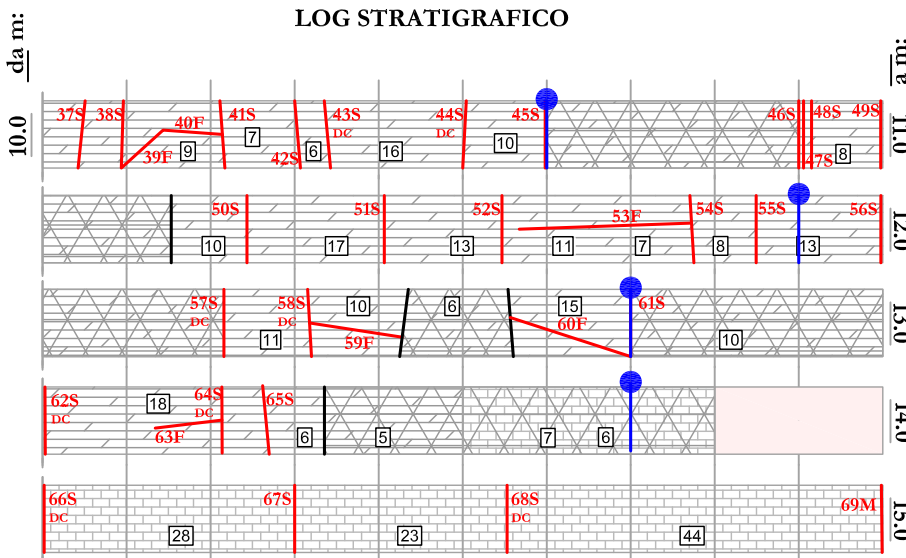 LOG STRATIGRAFICO
da m:
a m:
10.0
37S 38S 40F 41S 43S 44S 45S 46S 48S 49S
DC DC
39F 9 7 42S 6 16 10 47S 8
11.0
50S 51S 52S 53F 54S 55S 56S
10 17 13 11 7 8 13
12.0
57S 58S 10 6 15 61S
DC DC
11 59F 60F 10
13.0
62S 18 64S 65S
DC DC
63F 6 5 7 6
14.0
66S 67S 68S 69M
DC DC
28 23 44
15.0